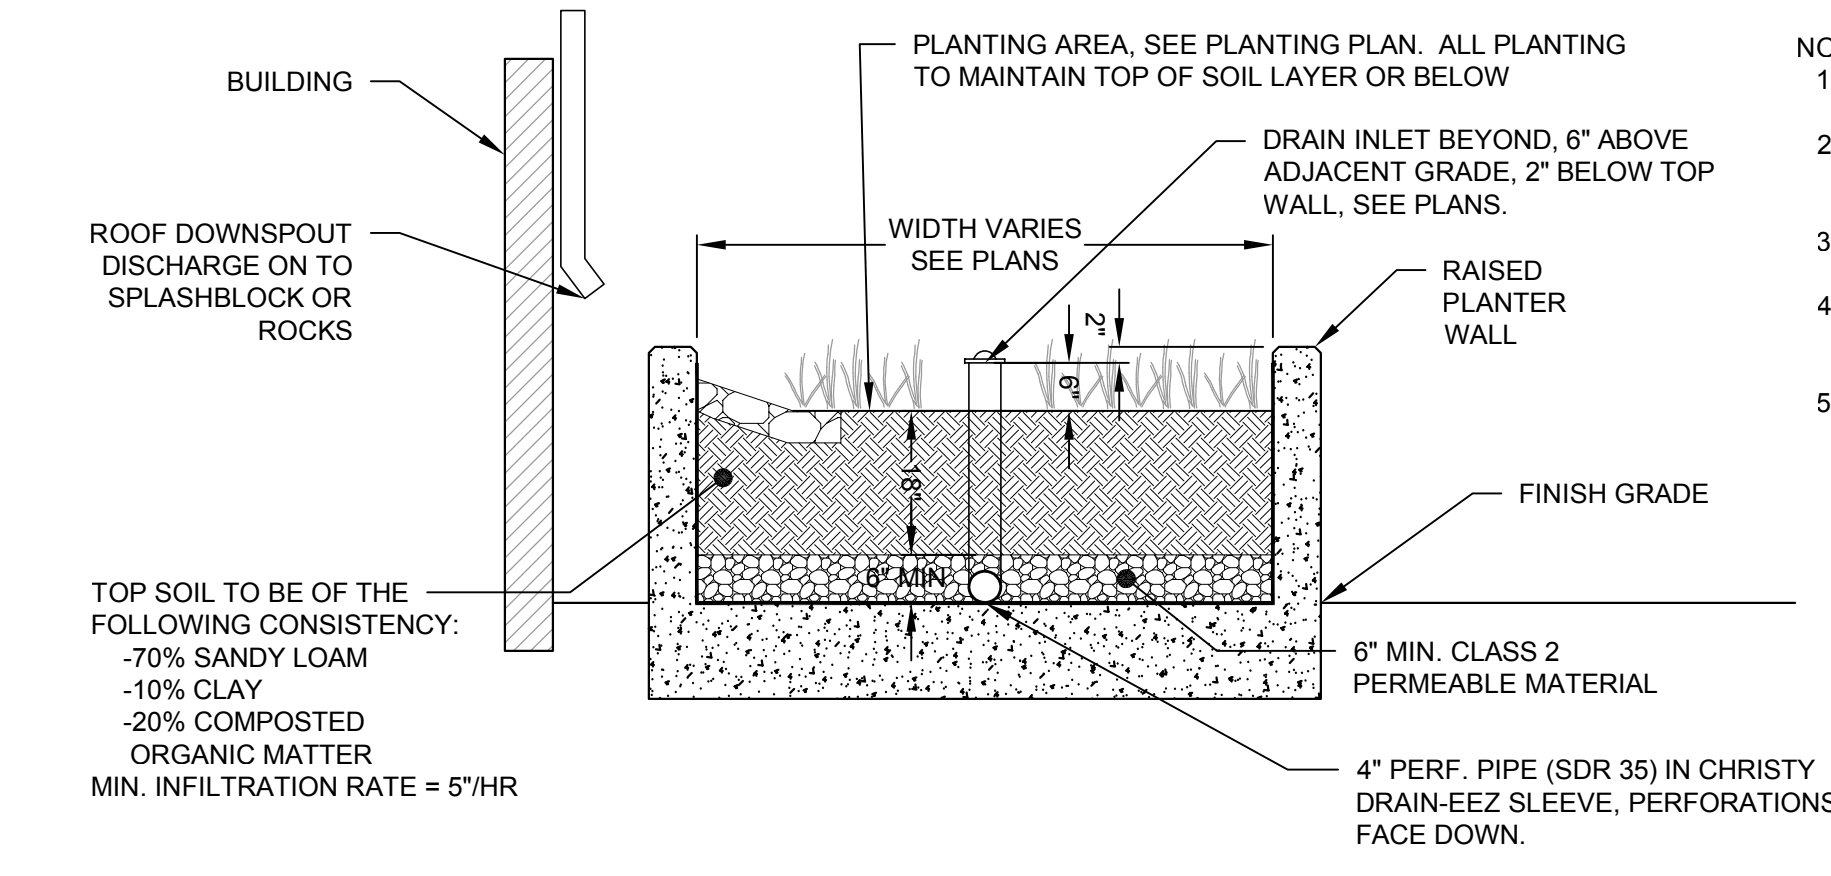 BUILDING
PLANTING AREA, SEE PLANTING PLAN. ALL PLANTING
TO MAINTAIN TOP OF SOIL LAYER OR BELOW
DRAIN INLET BEYOND, 6" ABOVE
ADJACENT GRADE, 2" BELOW TOP
WALL, SEE PLANS.
ROOF DOWNSPOUT
DISCHARGE ON TO
SPLASHBLOCK OR
ROCKS
WIDTH VARIES
SEE PLANS
RAISED
PLANTER
WALL
2"
6"
18"
6" MIN
FINISH GRADE
TOP SOIL TO BE OF THE
FOLLOWING CONSISTENCY:
-70% SANDY LOAM
-10% CLAY
-20% COMPOSTED
ORGANIC MATTER
MIN. INFILTRATION RATE = 5"/HR
6" MIN. CLASS 2
PERMEABLE MATERIAL
4" PERF. PIPE (SDR 35) IN CHRISTY
DRAIN-EEZ SLEEVE, PERFORATIONS
FACE DOWN.
1
2
3
4
5